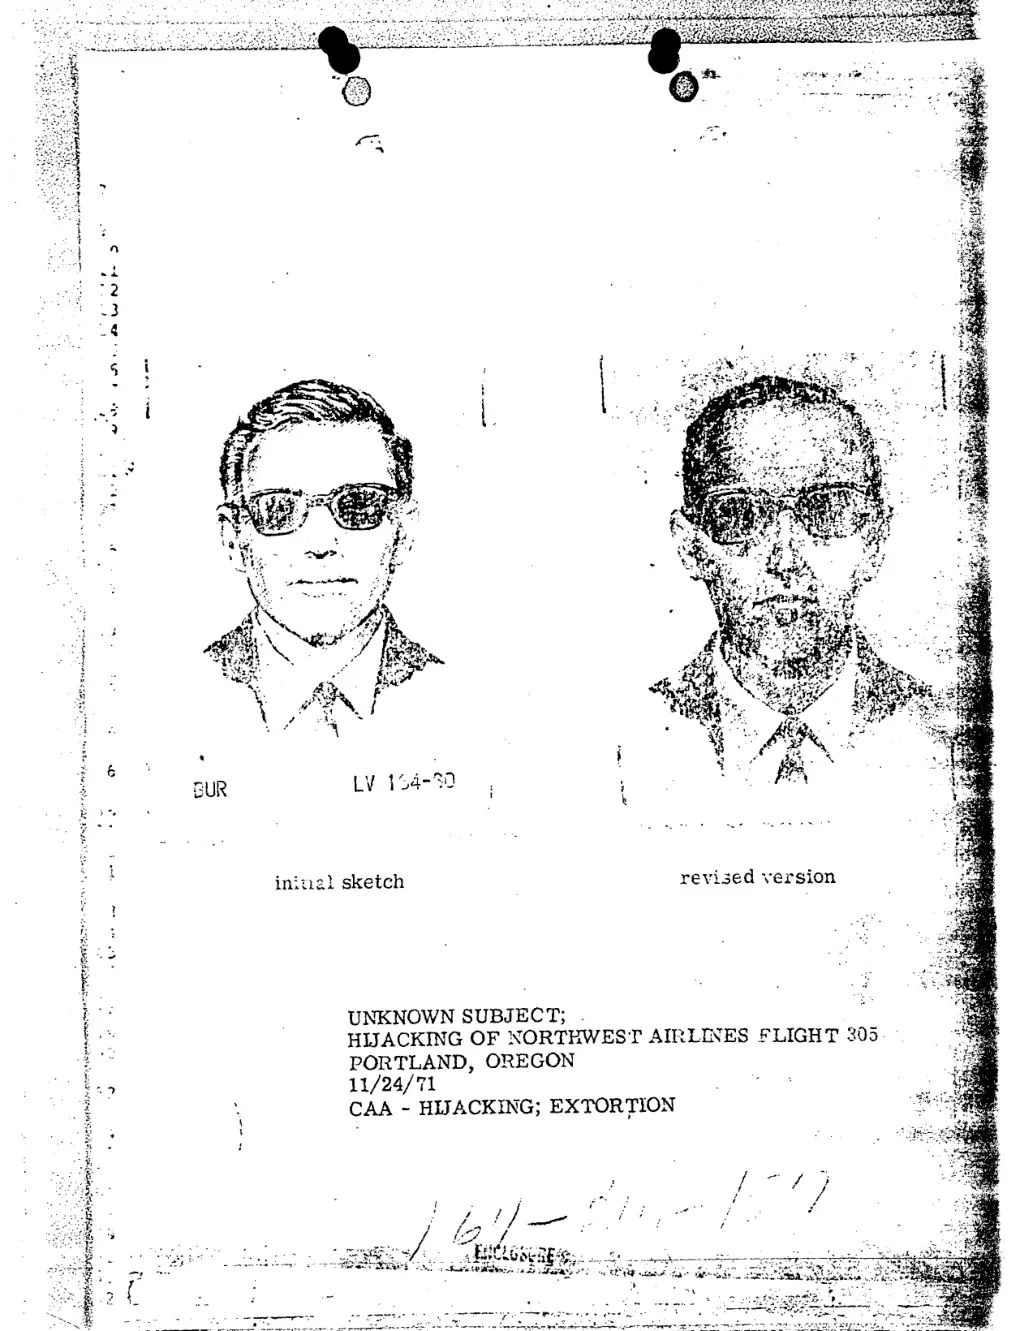 BUR
initial sketch
revised version
UNKNOWN SUBJECT;
HIJACKING OF NORTHWEST AIRLINES FLIGHT 305
PORTLAND, OREGON
11/24/71
CAA - HIJACKING; EXTORTION
ENCLOSURE